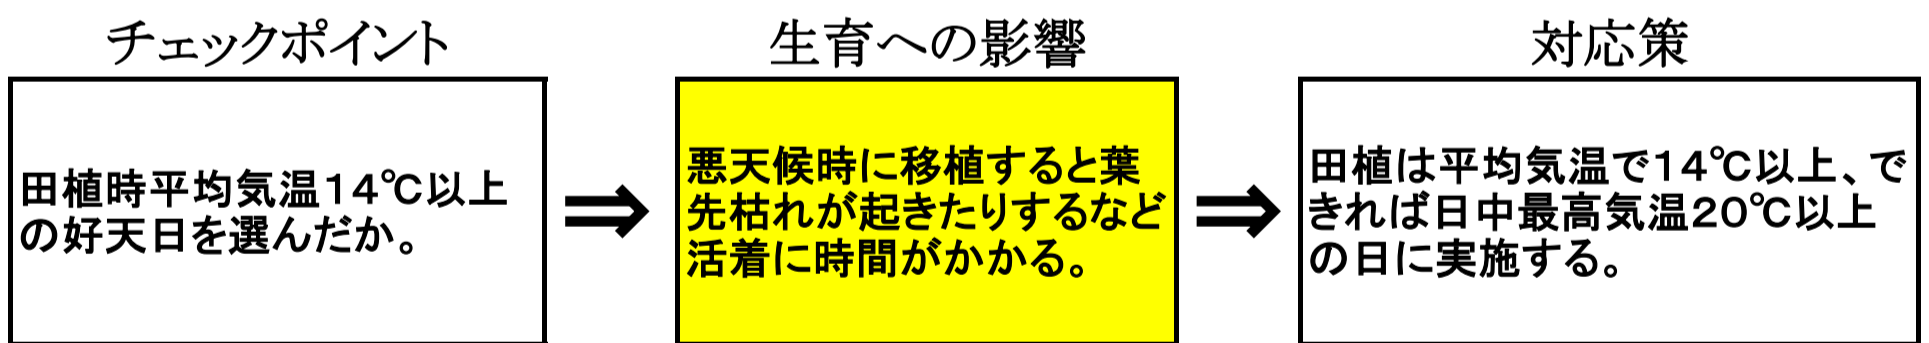 チェックポイント
生育への影響
対応策
田植時平均気温14℃以上
の好天日を選んだか。
⇒
悪天候時に移植すると葉
先枯れが起きたりするなど
活着に時間がかかる。
⇒
田植は平均気温で14℃以上、で
きれば日中最高気温20℃以上
の日に実施する。